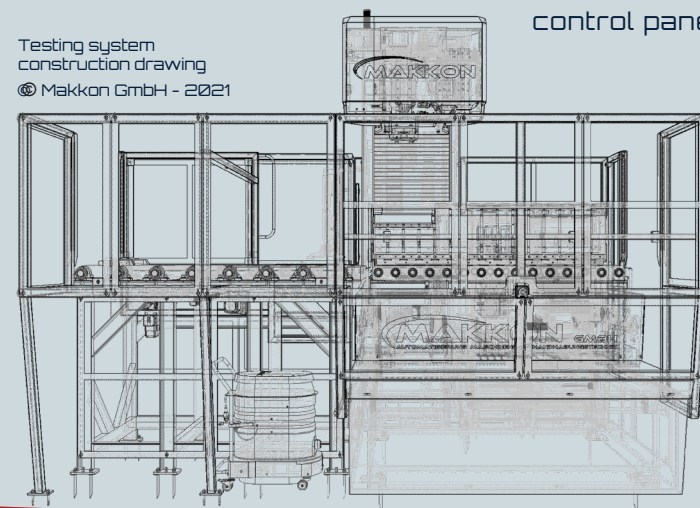 control pane
Testing system
construction drawing
© Makkon GmbH - 2021
MAKKON
MAKKON GMBH